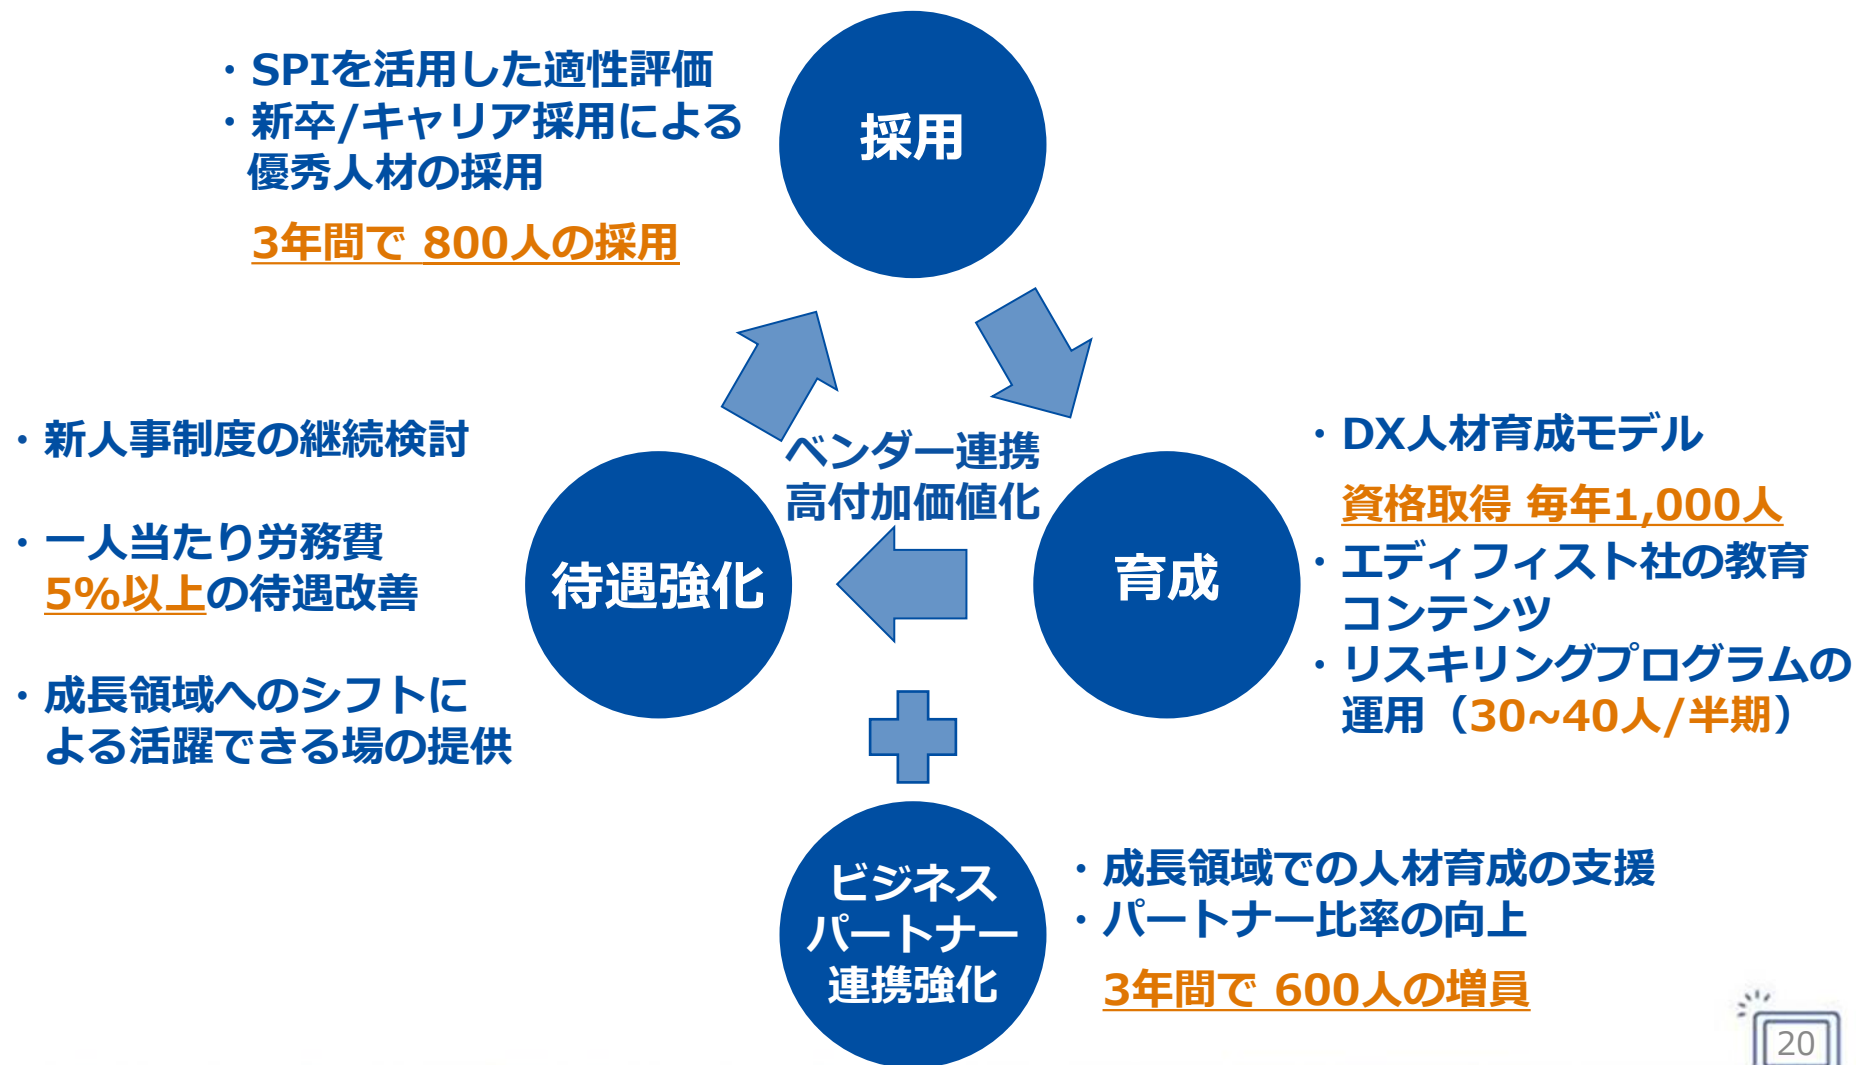 ・SPIを活用した適性評価
・新卒/キャリア採用による
優秀人材の採用
3年間で 800人の採用
採用
・新人事制度の継続検討
・一人当たり労務費
5%以上の待遇改善
・成長領域へのシフトに
よる活躍できる場の提供
待遇強化
ベンダー連携
高付加価値化
育成
・DX人材育成モデル
資格取得 毎年1,000人
・エディフィスト社の教育
コンテンツ
・リスキリングプログラムの
運用（30~40人/半期）
ビジネス
パートナー
連携強化
・成長領域での人材育成の支援
・パートナー比率の向上
3年間で 600人の増員
20